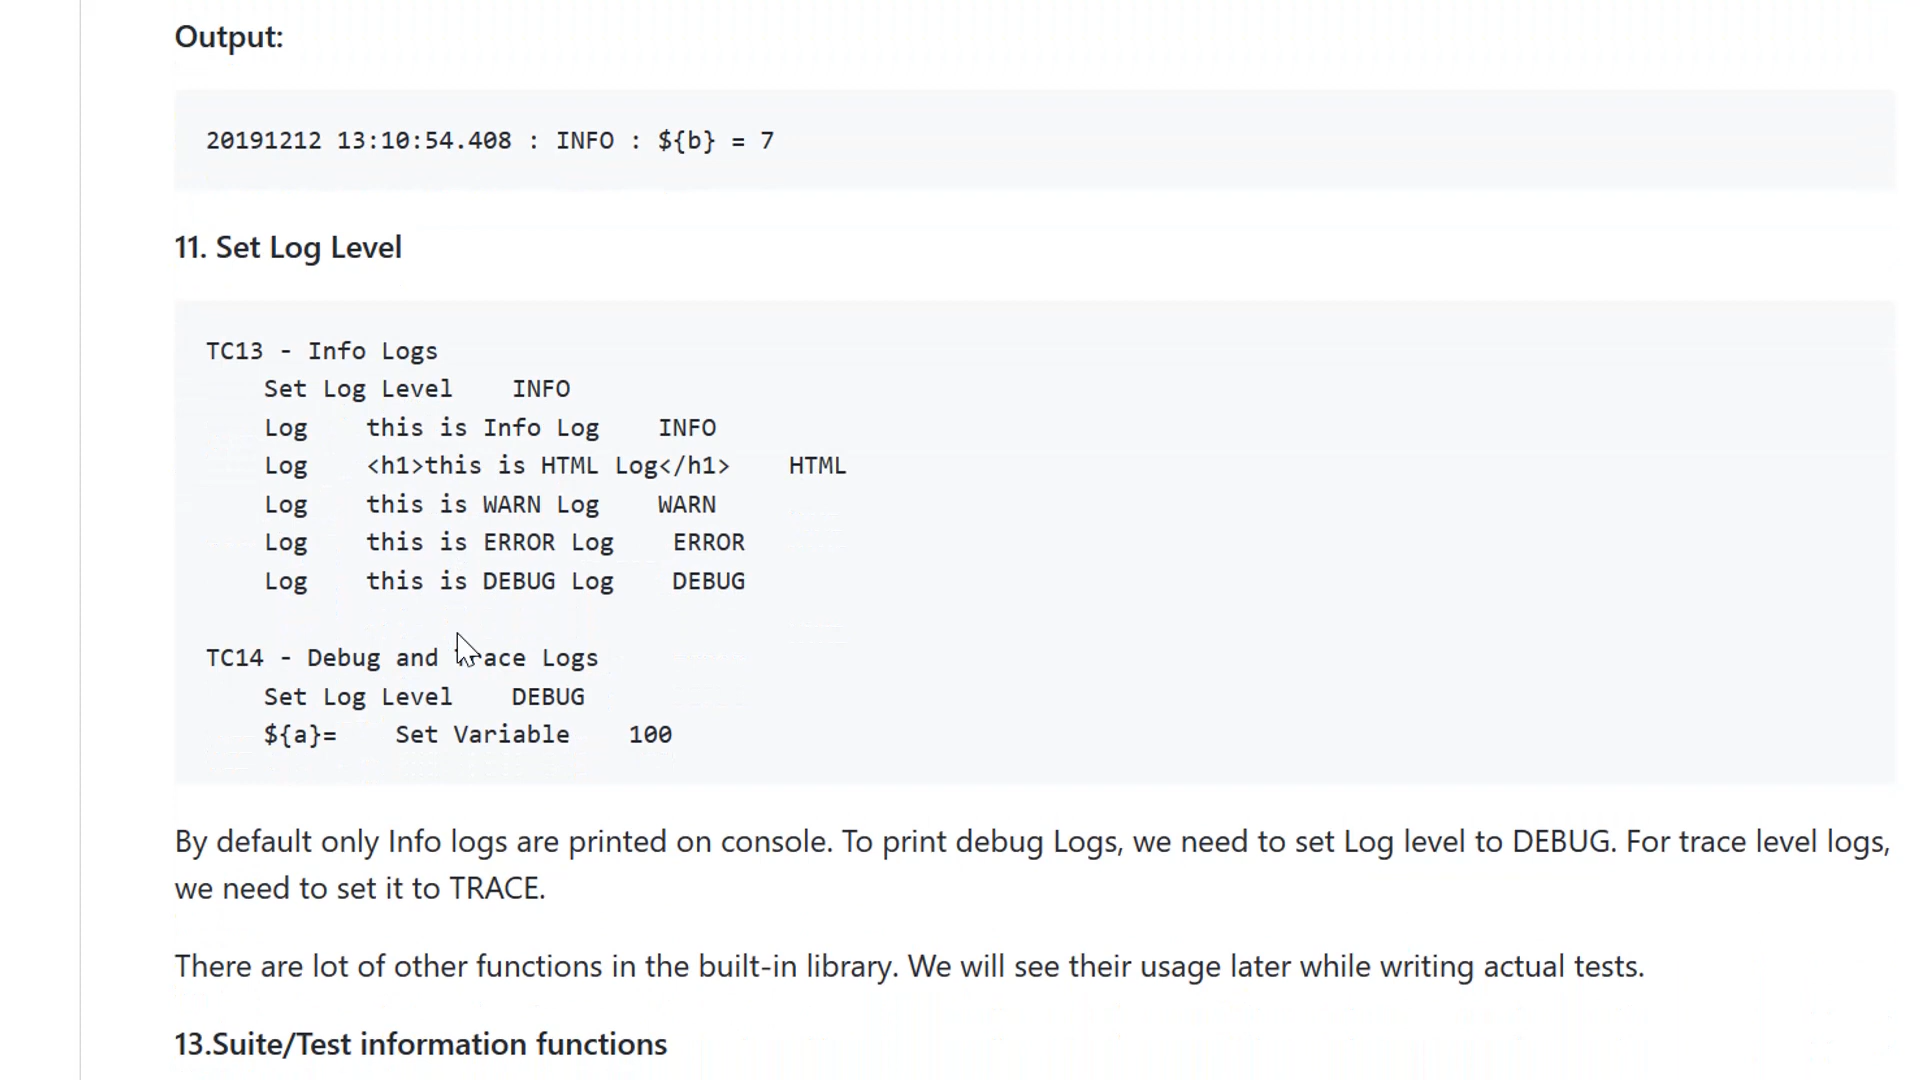 Output:
20191212 13:10:54.408 : INFO : ${b} = 7
11. Set Log Level
TC13 - Info Logs
    Set Log Level    INFO
    Log    this is Info Log    INFO
    Log    <h1>this is HTML Log</h1>    HTML
    Log    this is WARN Log    WARN
    Log    this is ERROR Log    ERROR
    Log    this is DEBUG Log    DEBUG
TC14 - Debug and Trace Logs
    Set Log Level    DEBUG
    ${a}=    Set Variable    100
By default only Info logs are printed on console. To print debug Logs, we need to set Log level to DEBUG. For trace level logs,
we need to set it to TRACE.
There are lot of other functions in the built-in library. We will see their usage later while writing actual tests.
13.Suite/Test information functions